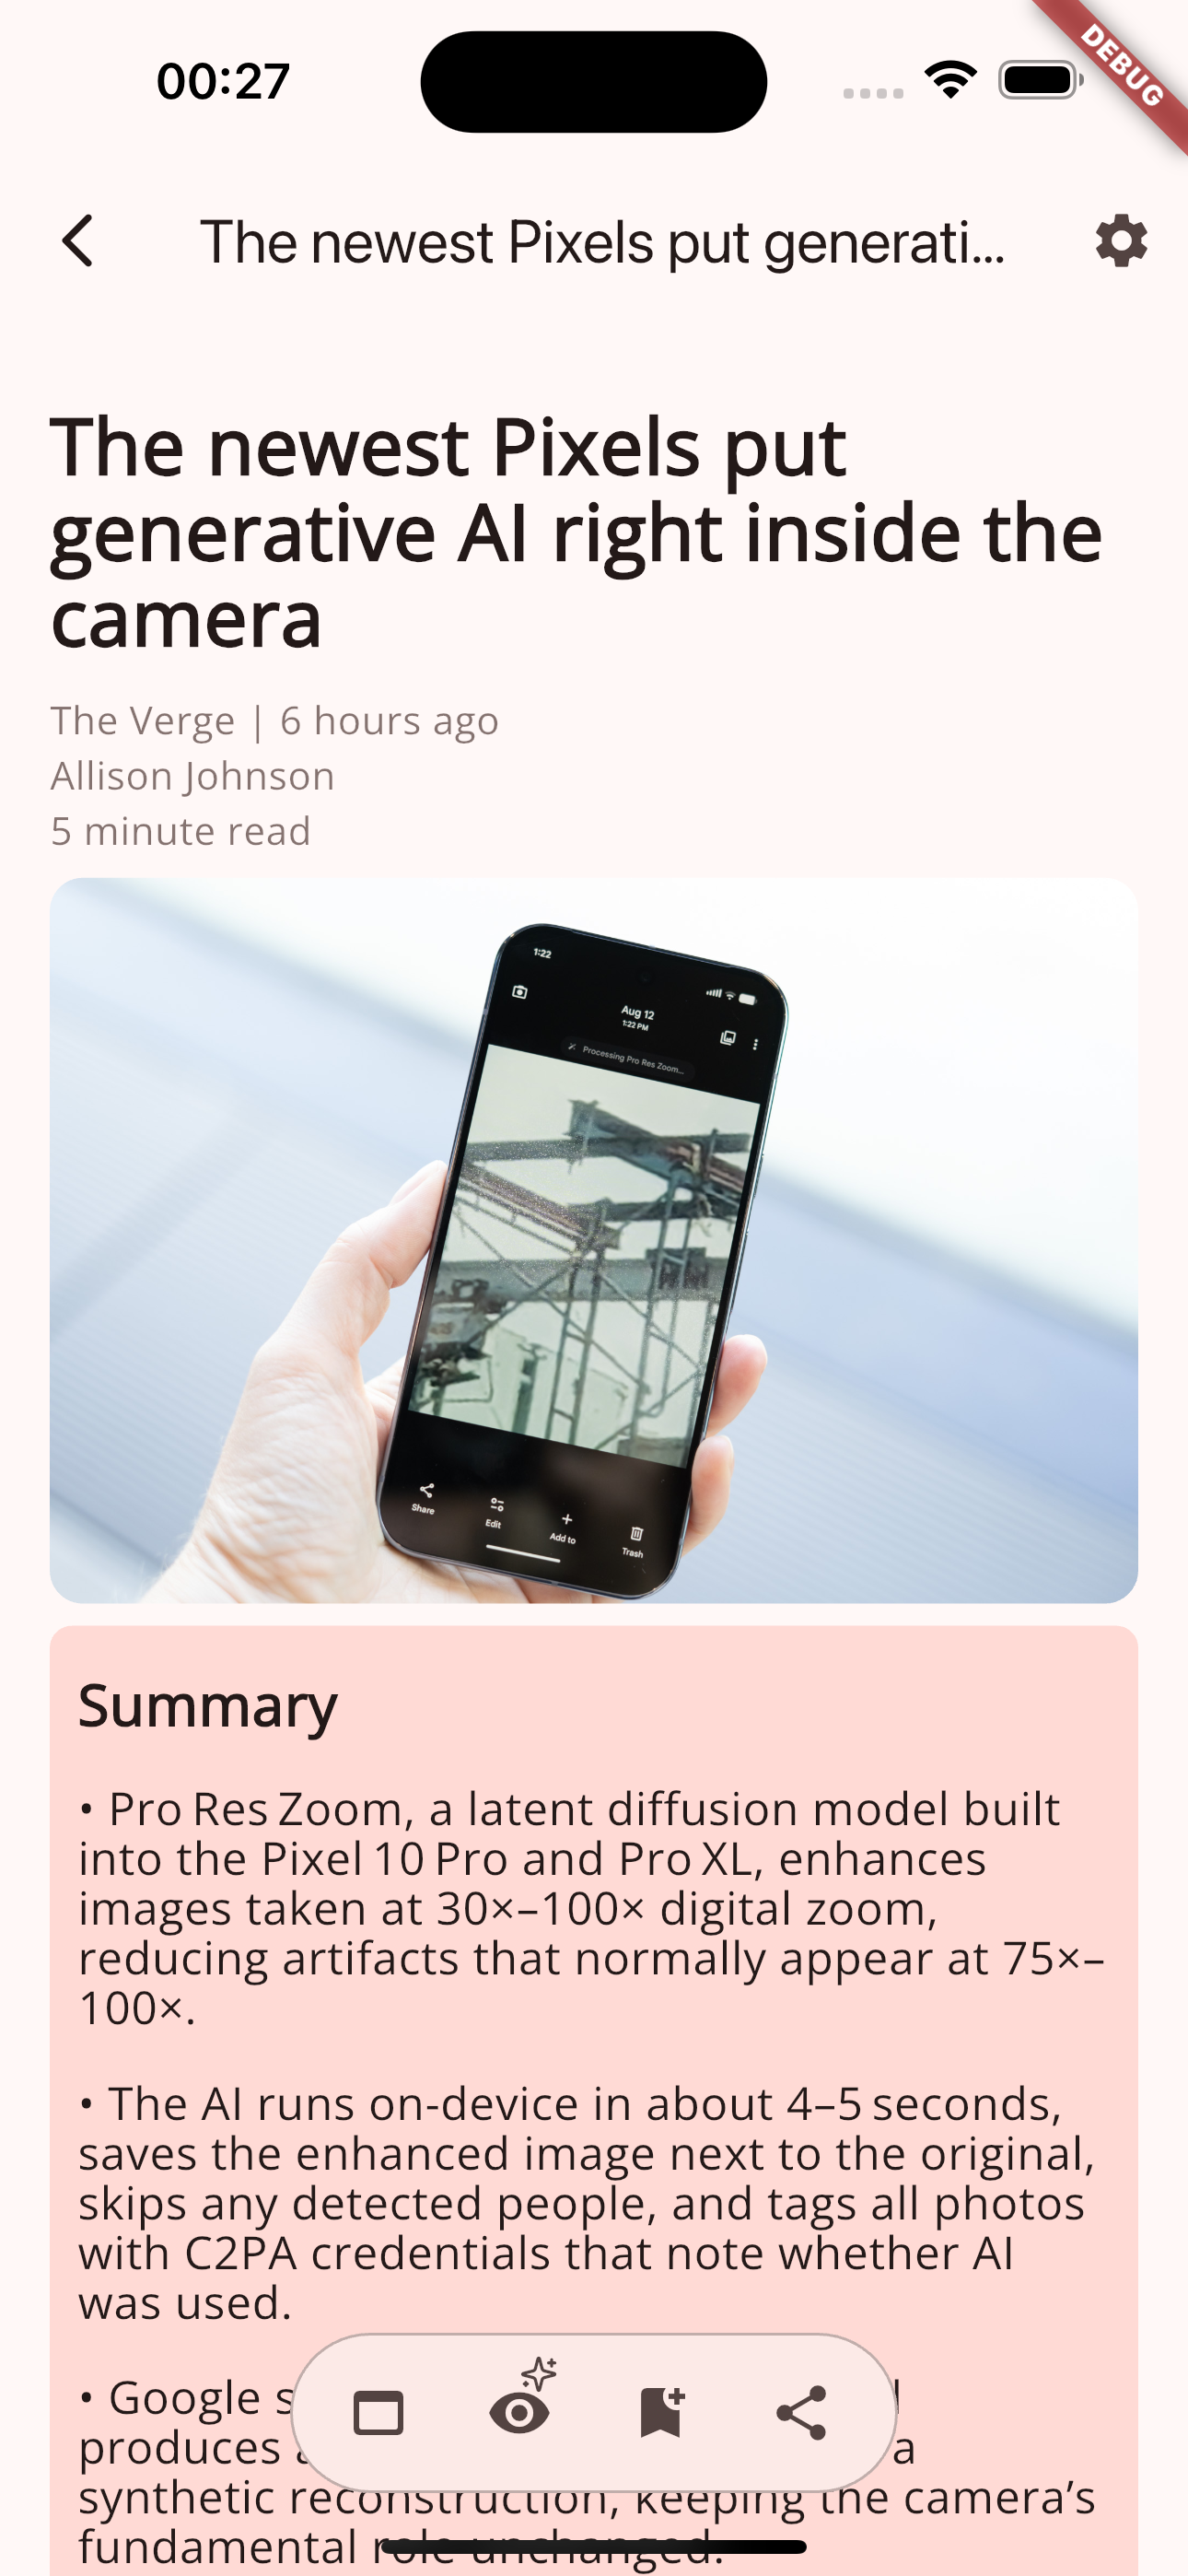 00:27
DEBUG
The newest Pixels put generati...
The newest Pixels put
generative AI right inside the
camera
The Verge | 6 hours ago
Allison Johnson
5 minute read
1:22
Aug 12
1:22 PM
Processing Pro Res Zoom...
Share
Edit
Add to
Trash
Summary
• Pro Res Zoom, a latent diffusion model built
into the Pixel 10 Pro and Pro XL, enhances
images taken at 30×–100× digital zoom,
reducing artifacts that normally appear at 75×–
100×.
• The AI runs on-device in about 4–5 seconds,
saves the enhanced image next to the original,
skips any detected people, and tags all photos
with C2PA credentials that note whether AI
was used.
• Google
produces a
synthetic reconstruction, keeping the camera’s
fundamental role unchanged.